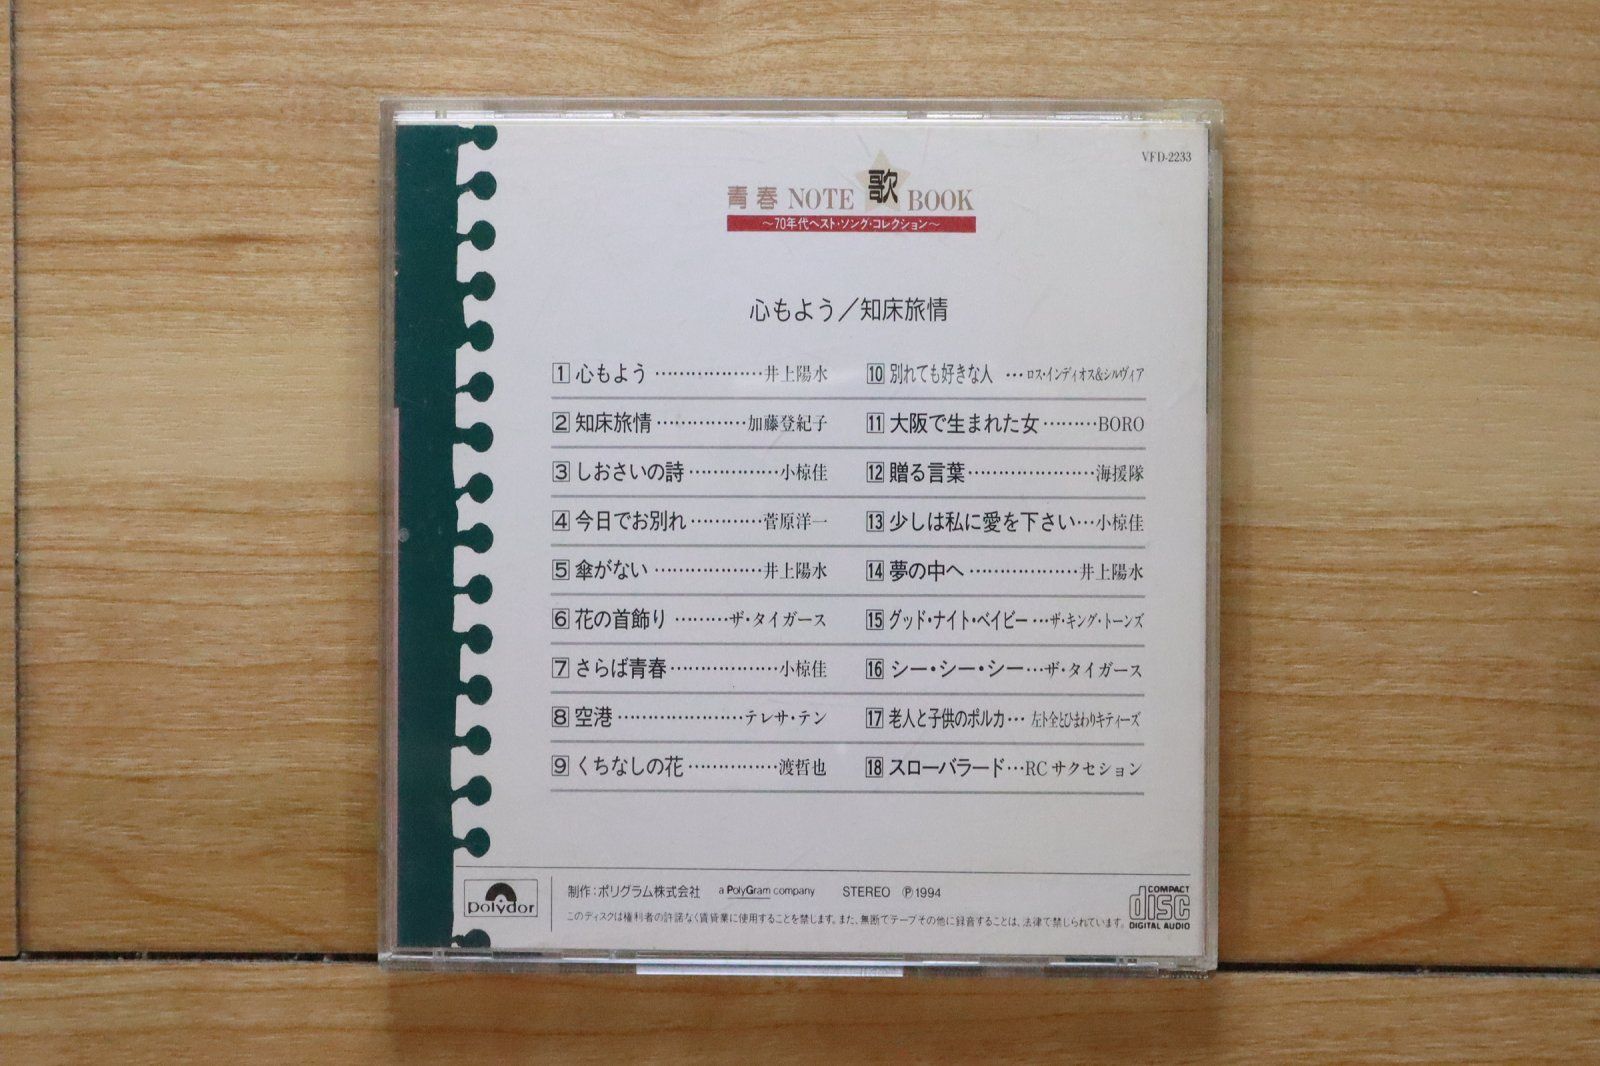 VFD-2233
青春 NOTE 歌 BOOK
〜70年代ベスト・ソング・コレクション〜
心もよう／知床旅情
1 心もよう ………………井上陽水
2 知床旅情 ……………加藤登紀子
3 しおさいの詩 ……………小椋佳
4 今日でお別れ …………菅原洋一
5 傘がない ………………井上陽水
6 花の首飾り ………ザ・タイガース
7 さらば青春 ………………小椋佳
8 空港 …………………テレサ・テン
9 くちなしの花 ……………渡哲也
10 別れても好きな人 …ロス・インディオス&シルヴィア
11 大阪で生まれた女 ………BORO
12 贈る言葉 …………………海援隊
13 少しは私に愛を下さい …小椋佳
14 夢の中へ ………………井上陽水
15 グッド・ナイト・ベイビー …ザ・キング・トーンズ
16 シー・シー・シー …ザ・タイガース
17 老人と子供のポルカ … 左卜全とひまわりキティーズ
18 スローバラード …RCサクセション
polydor
制作：ポリグラム株式会社 a PolyGram company STEREO Ⓟ1994
このディスクは権利者の許諾なく賃貸業に使用することを禁じます。また、無断でテープその他に録音することは、法律で禁じられています。
COMPACT
disc
DIGITAL AUDIO